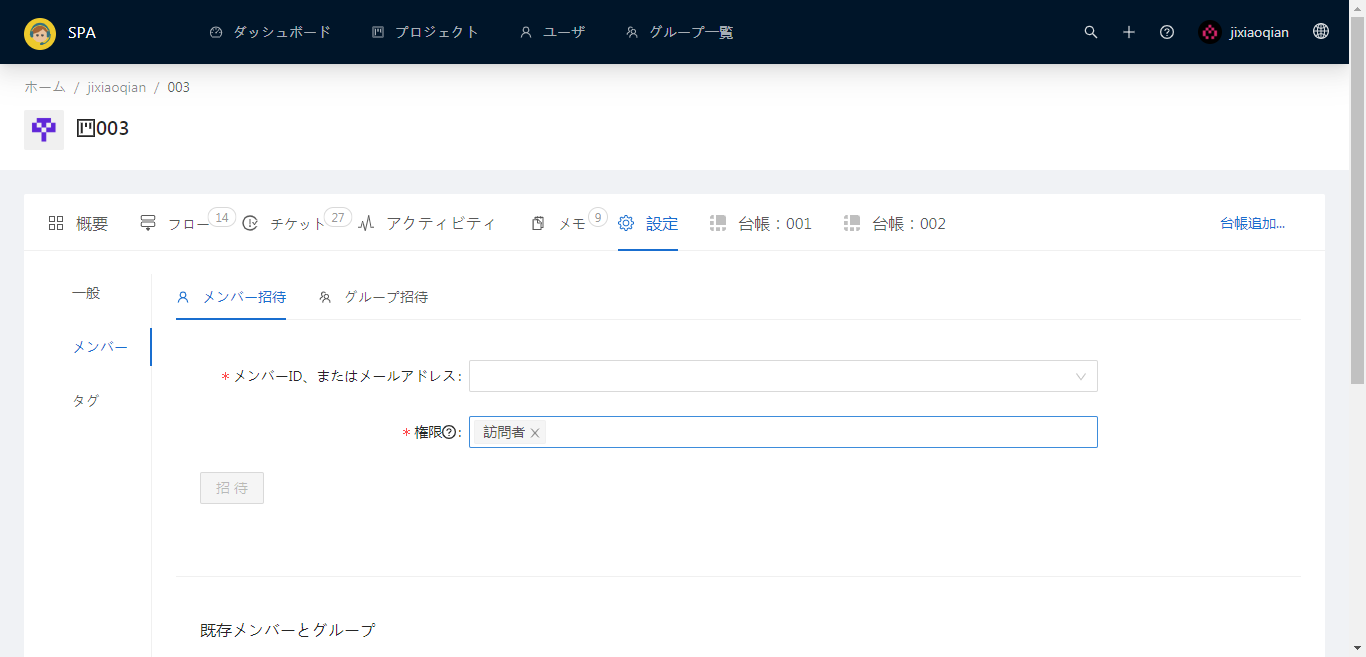 SPA ダッシュボード プロジェクト ユーザ グループ一覧 jixiaoqian
ホーム / jixiaoqian / 003
003
概要 フロー 14 チケット 27 アクティビティ メモ 9 設定 台帳：001 台帳：002 台帳追加...
一般
メンバー招待 グループ招待
メンバー
* メンバーID、またはメールアドレス:
タグ
* 権限 : 訪問者
招 待
既存メンバーとグループ